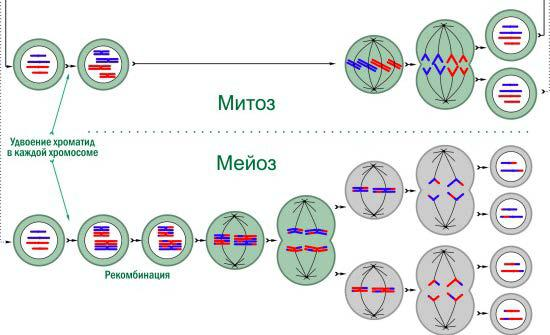 Митоз
Удвоение хроматид
в каждой хромосоме
Мейоз
Рекомбинация